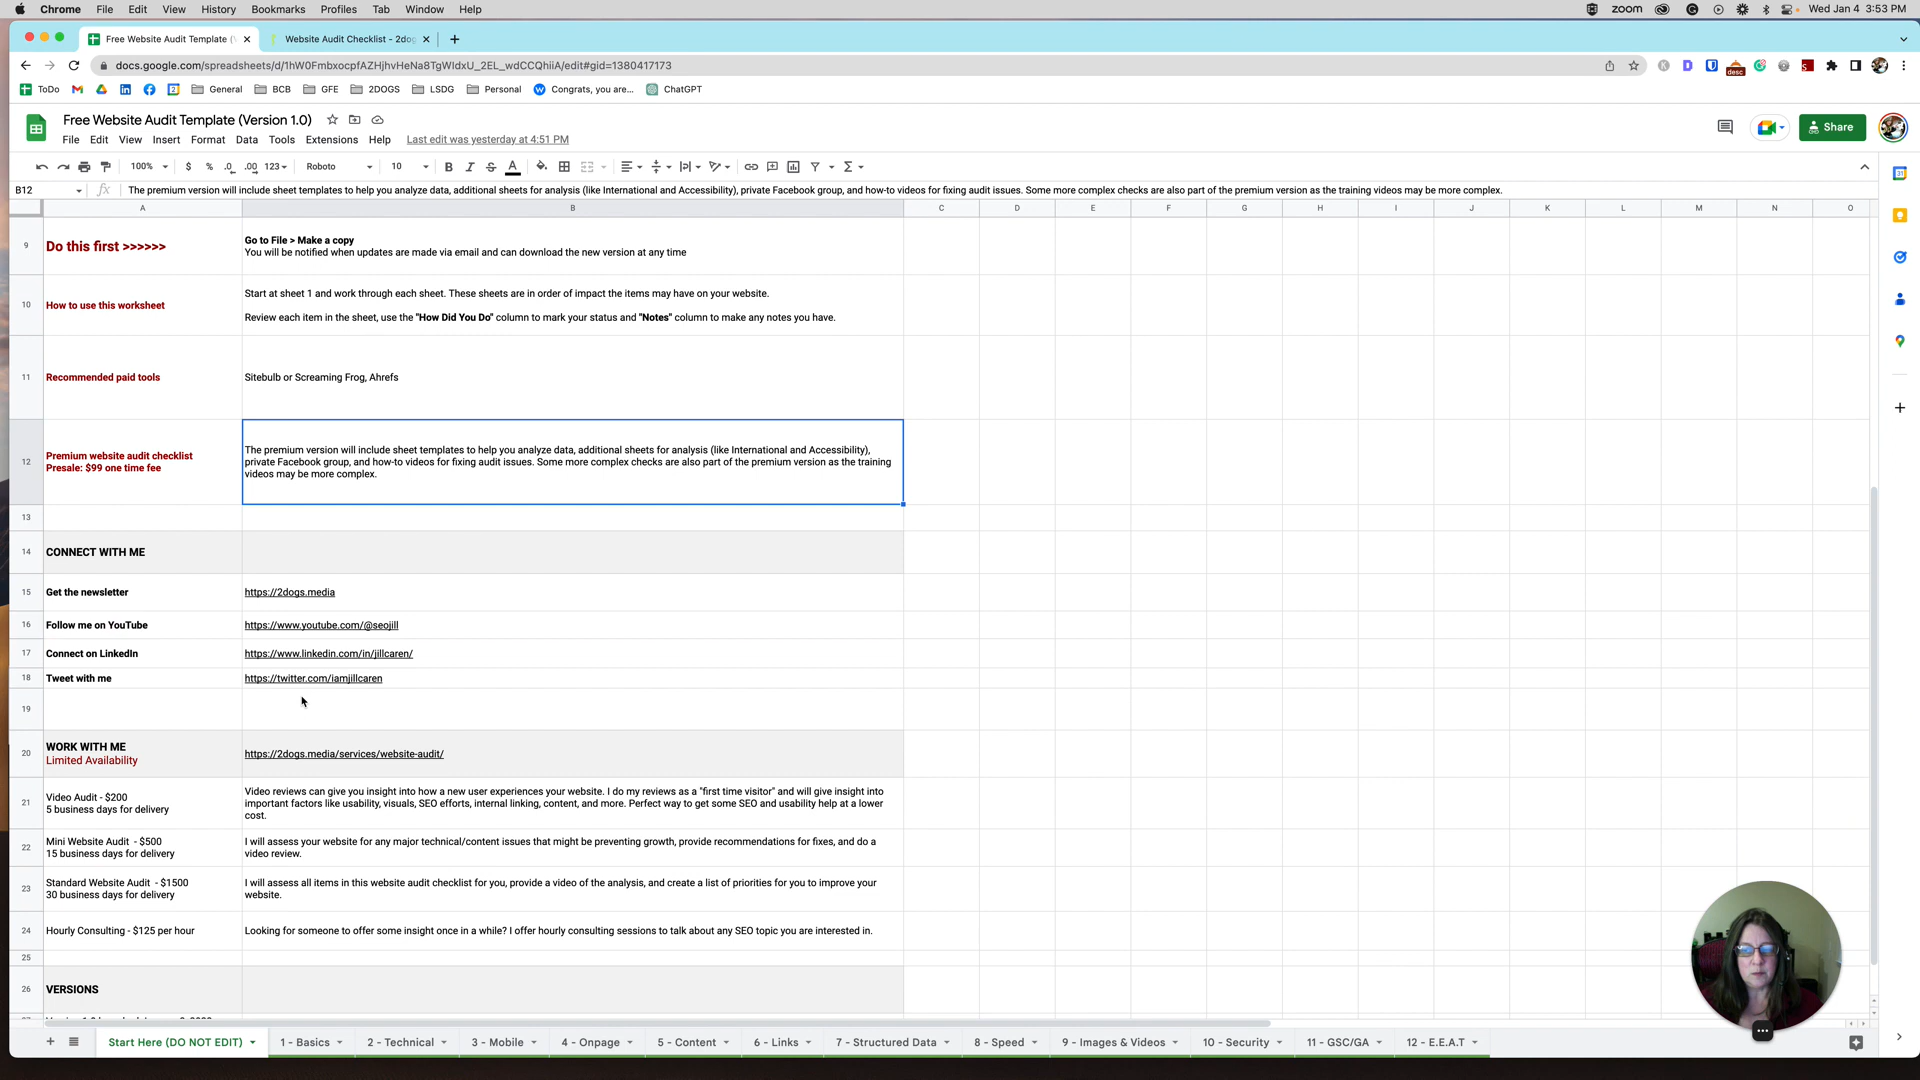 Chrome File Edit View History Bookmarks Profiles Tab Window Help zoom Wed Jan 4 3:53 PM
Free Website Audit Template (
Website Audit Checklist - 2dog
docs.google.com/spreadsheets/d/1hW0FmbxocpfAZHjhvHeNa8TgWIdxU_2EL_wdCCQhiiA/edit#gid=1380417173
ToDo General BCB GFE 2DOGS LSDG Personal Congrats, you are... ChatGPT
Free Website Audit Template (Version 1.0)
File Edit View Insert Format Data Tools Extensions Help Last edit was yesterday at 4:51 PM
Share
100% $ % .0 .00 123 Roboto 10 B I S A
B12 fx The premium version will include sheet templates to help you analyze data, additional sheets for analysis (like International and Accessibility), private Facebook group, and how-to videos for fixing audit issues. Some more complex checks are also part of the premium version as the training videos may be more complex.
A B C D E F G H I J K L M N O
9 Do this first >>>>>>
Go to File > Make a copy
You will be notified when updates are made via email and can download the new version at any time
10 How to use this worksheet
Start at sheet 1 and work through each sheet. These sheets are in order of impact the items may have on your website.
Review each item in the sheet, use the "How Did You Do" column to mark your status and "Notes" column to make any notes you have.
11 Recommended paid tools
Sitebulb or Screaming Frog, Ahrefs
12 Premium website audit checklist
Presale: $99 one time fee
The premium version will include sheet templates to help you analyze data, additional sheets for analysis (like International and Accessibility),
private Facebook group, and how-to videos for fixing audit issues. Some more complex checks are also part of the premium version as the training
videos may be more complex.
13
14 CONNECT WITH ME
15 Get the newsletter https://2dogs.media
16 Follow me on YouTube https://www.youtube.com/@seojill
17 Connect on LinkedIn https://www.linkedin.com/in/jillcaren/
18 Tweet with me https://twitter.com/iamjillcaren
19
20 WORK WITH ME
Limited Availability
https://2dogs.media/services/website-audit/
21 Video Audit - $200
5 business days for delivery
Video reviews can give you insight into how a new user experiences your website. I do my reviews as a "first time visitor" and will give insight into
important factors like usability, visuals, SEO efforts, internal linking, content, and more. Perfect way to get some SEO and usability help at a lower
cost.
22 Mini Website Audit - $500
15 business days for delivery
I will assess your website for any major technical/content issues that might be preventing growth, provide recommendations for fixes, and do a
video review.
23 Standard Website Audit - $1500
30 business days for delivery
I will assess all items in this website audit checklist for you, provide a video of the analysis, and create a list of priorities for you to improve your
website.
24 Hourly Consulting - $125 per hour
Looking for someone to offer some insight once in a while? I offer hourly consulting sessions to talk about any SEO topic you are interested in.
25
26 VERSIONS
Start Here (DO NOT EDIT) 1 - Basics 2 - Technical 3 - Mobile 4 - Onpage 5 - Content 6 - Links 7 - Structured Data 8 - Speed 9 - Images & Videos 10 - Security 11 - GSC/GA 12 - E.E.A.T